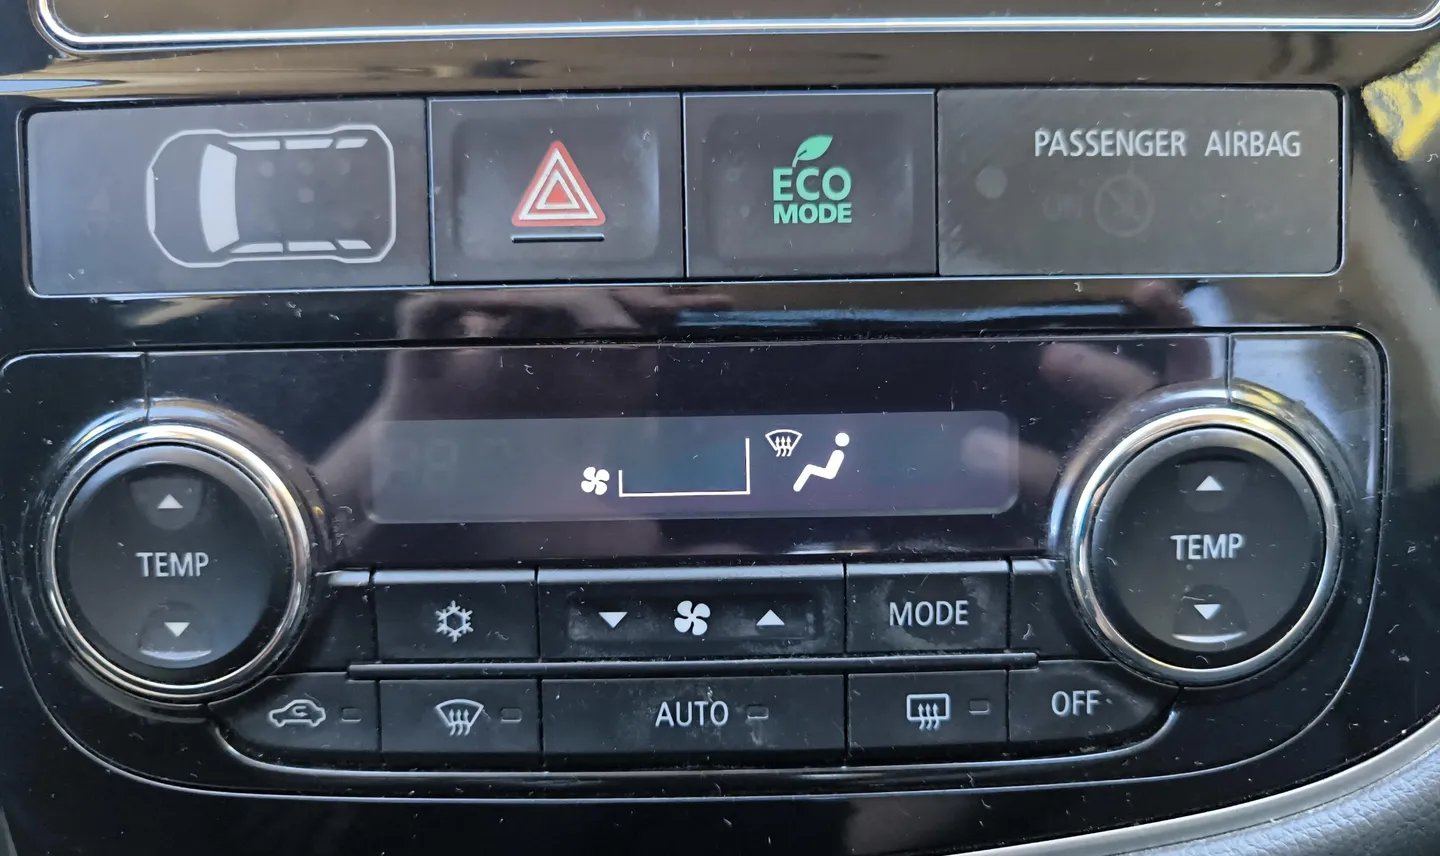 ECO
MODE
PASSENGER AIRBAG
TEMP
TEMP
MODE
AUTO
OFF